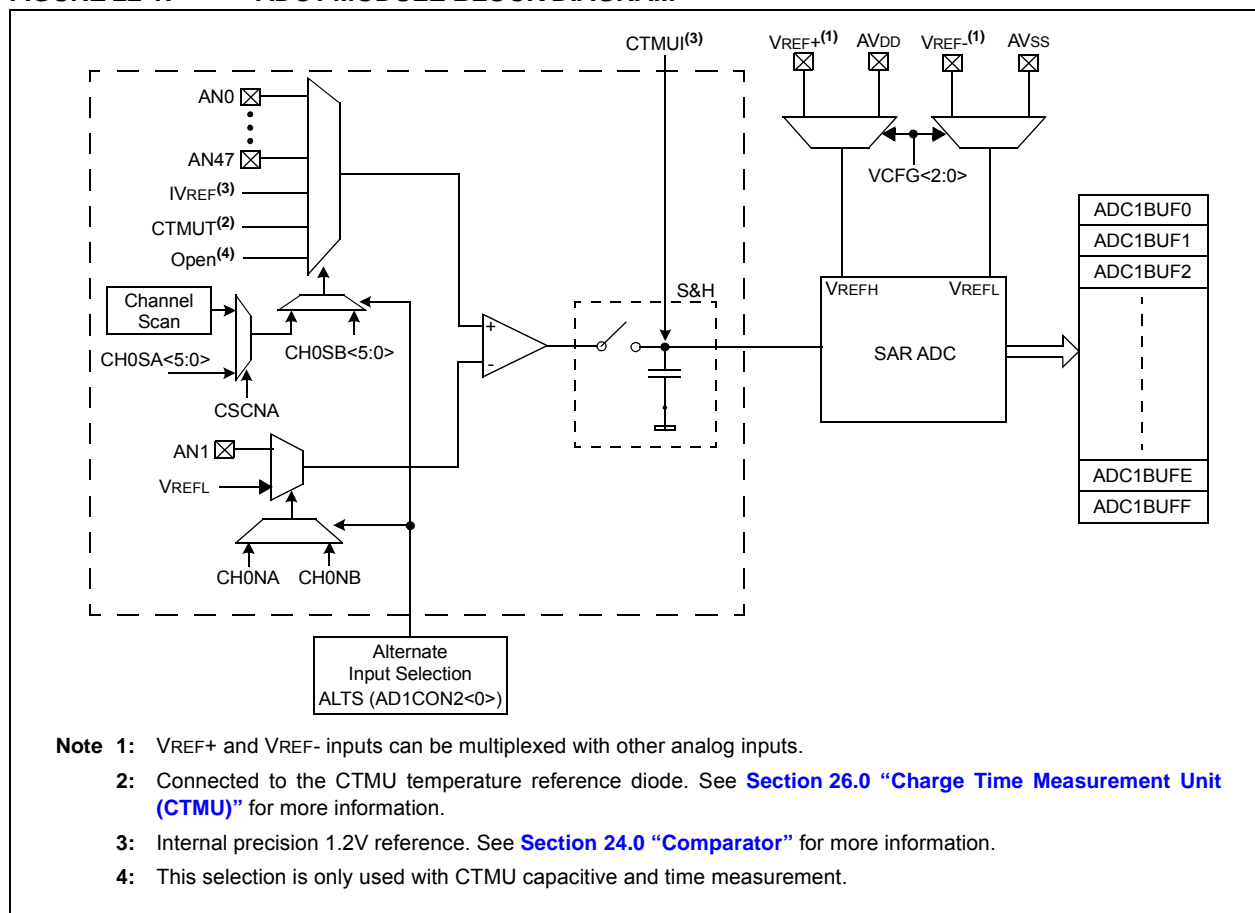 CTMUI(3)
VREF+(1) AVDD VREF-(1) AVSS
AN0
AN47
IVREF(3)
CTMUT(2)
Open(4)
VCFG<2:0>
ADC1BUF0
ADC1BUF1
ADC1BUF2
ADC1BUFE
ADC1BUFF
Channel
Scan
CH0SA<5:0>
CH0SB<5:0>
CSCNA
+
-
S&H
VREFH VREFL
SAR ADC
AN1
VREFL
CH0NA CH0NB
Alternate
Input Selection
ALTS (AD1CON2<0>)
Note 1: VREF+ and VREF- inputs can be multiplexed with other analog inputs.
2: Connected to the CTMU temperature reference diode. See Section 26.0 “Charge Time Measurement Unit
(CTMU)” for more information.
3: Internal precision 1.2V reference. See Section 24.0 “Comparator” for more information.
4: This selection is only used with CTMU capacitive and time measurement.